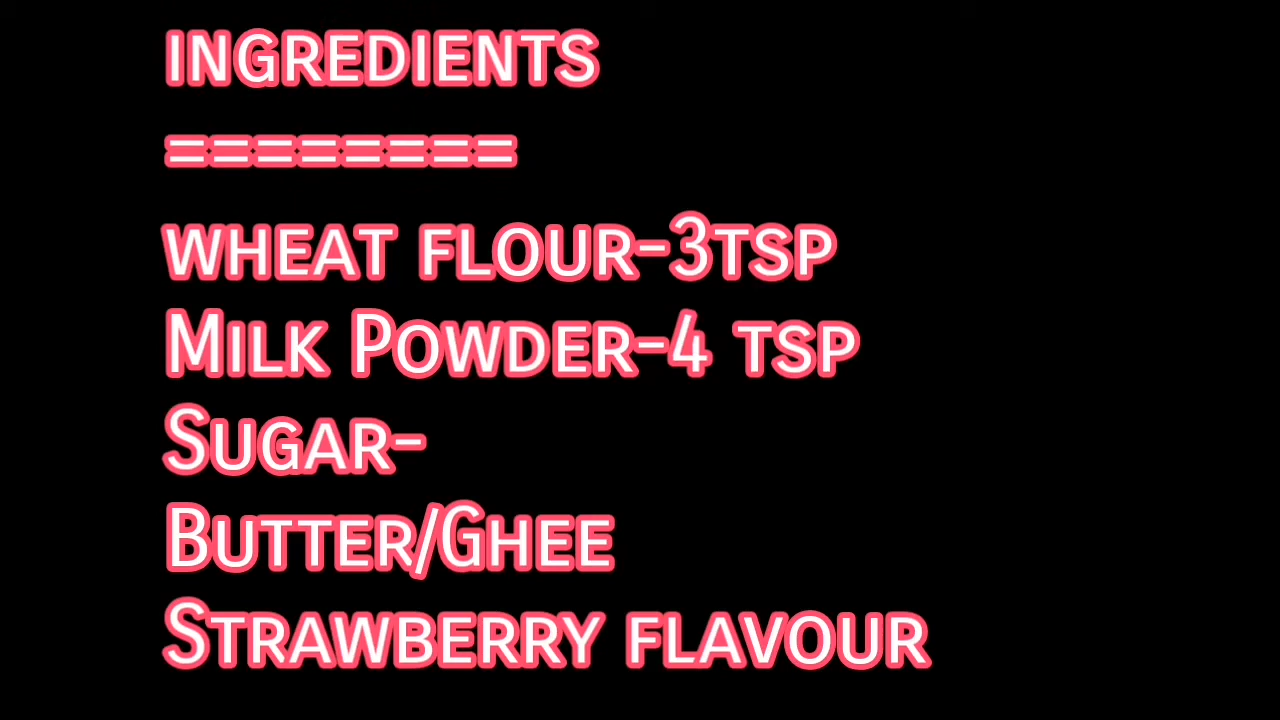 INGREDIENTS
========
WHEAT FLOUR-3TSP
MILK POWDER-4 TSP
SUGAR-
BUTTER/GHEE
STRAWBERRY FLAVOUR